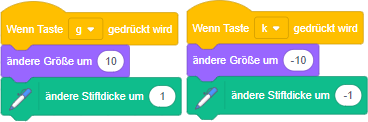 Wenn Taste g gedrückt wird
ändere Größe um 10
ändere Stiftdicke um 1
Wenn Taste k gedrückt wird
ändere Größe um -10
ändere Stiftdicke um -1